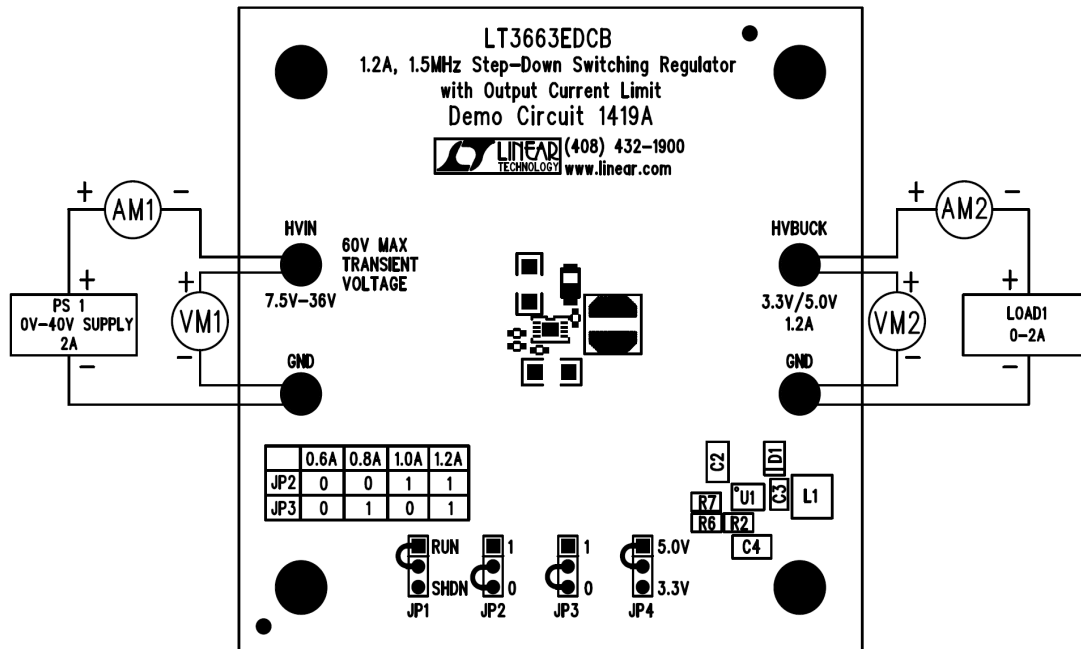 LT3663EDCB
1.2A, 1.5MHz Step-Down Switching Regulator
with Output Current Limit
Demo Circuit 1419A
LINEAR
TECHNOLOGY
(408) 432-1900
www.linear.com
+ AM1 -
+ AM2 -
HVIN
60V MAX
TRANSIENT
VOLTAGE
7.5V-36V
HVBUCK
3.3V/5.0V
1.2A
+
PS 1
0V-40V SUPPLY
2A
-
+
VM1
-
+
VM2
-
+
LOAD1
0-2A
-
GND
GND
0.6A 0.8A 1.0A 1.2A
JP2 0 0 1 1
JP3 0 1 0 1
C2
D1
R7
U1
C3
L1
R6
R2
C4
RUN
SHDN
JP1
1
0
JP2
1
0
JP3
5.0V
3.3V
JP4